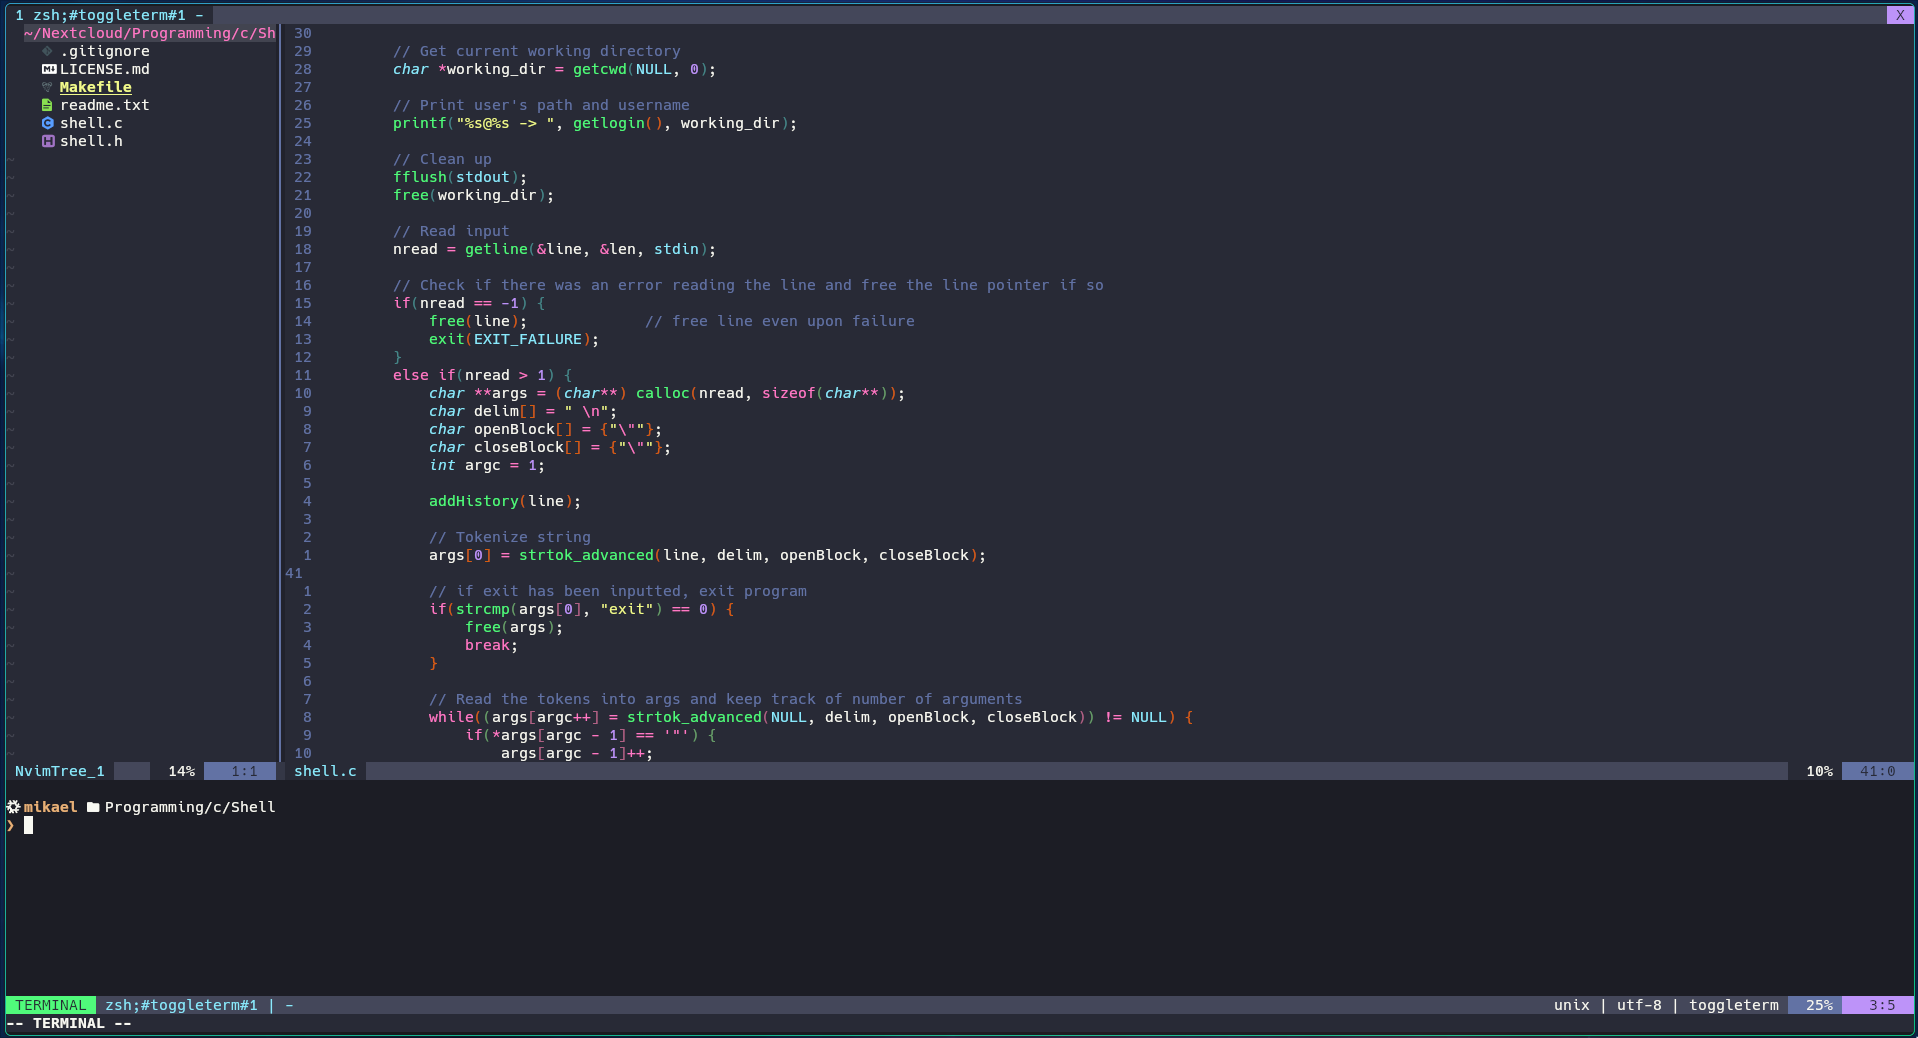 1 zsh;#toggleterm#1 - X
~/Nextcloud/Programming/c/Sh
.gitignore
LICENSE.md
Makefile
readme.txt
shell.c
shell.h
30
29 // Get current working directory
28 char *working_dir = getcwd(NULL, 0);
27
26 // Print user's path and username
25 printf("%s@%s -> ", getlogin(), working_dir);
24
23 // Clean up
22 fflush(stdout);
21 free(working_dir);
20
19 // Read input
18 nread = getline(&line, &len, stdin);
17
16 // Check if there was an error reading the line and free the line pointer if so
15 if(nread == -1) {
14 free(line); // free line even upon failure
13 exit(EXIT_FAILURE);
12 }
11 else if(nread > 1) {
10 char **args = (char**) calloc(nread, sizeof(char**));
9 char delim[] = " \n";
8 char openBlock[] = {"\""};
7 char closeBlock[] = {"\""};
6 int argc = 1;
5
4 addHistory(line);
3
2 // Tokenize string
1 args[0] = strtok_advanced(line, delim, openBlock, closeBlock);
41
1 // if exit has been inputted, exit program
2 if(strcmp(args[0], "exit") == 0) {
3 free(args);
4 break;
5 }
6
7 // Read the tokens into args and keep track of number of arguments
8 while((args[argc++] = strtok_advanced(NULL, delim, openBlock, closeBlock)) != NULL) {
9 if(*args[argc - 1] == '"') {
10 args[argc - 1]++;
NvimTree_1 14% 1:1 shell.c 10% 41:0
mikael Programming/c/Shell
❯
TERMINAL zsh;#toggleterm#1 | - unix | utf-8 | toggleterm 25% 3:5
-- TERMINAL --